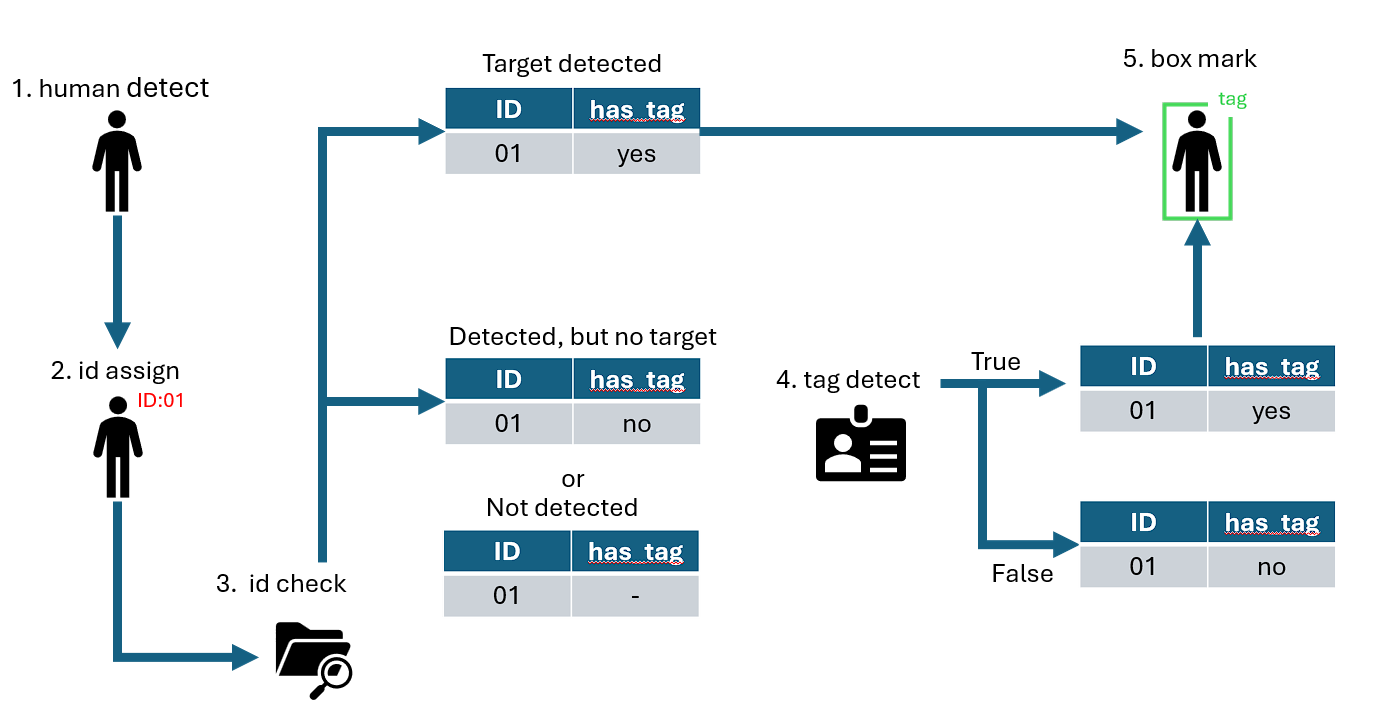 1. human detect
2. id assign
ID:01
3. id check
Target detected
ID has_tag
01 yes
Detected, but no target
ID has_tag
01 no
or
Not detected
ID has_tag
01 -
4. tag detect
True
ID has_tag
01 yes
False
ID has_tag
01 no
5. box mark
tag